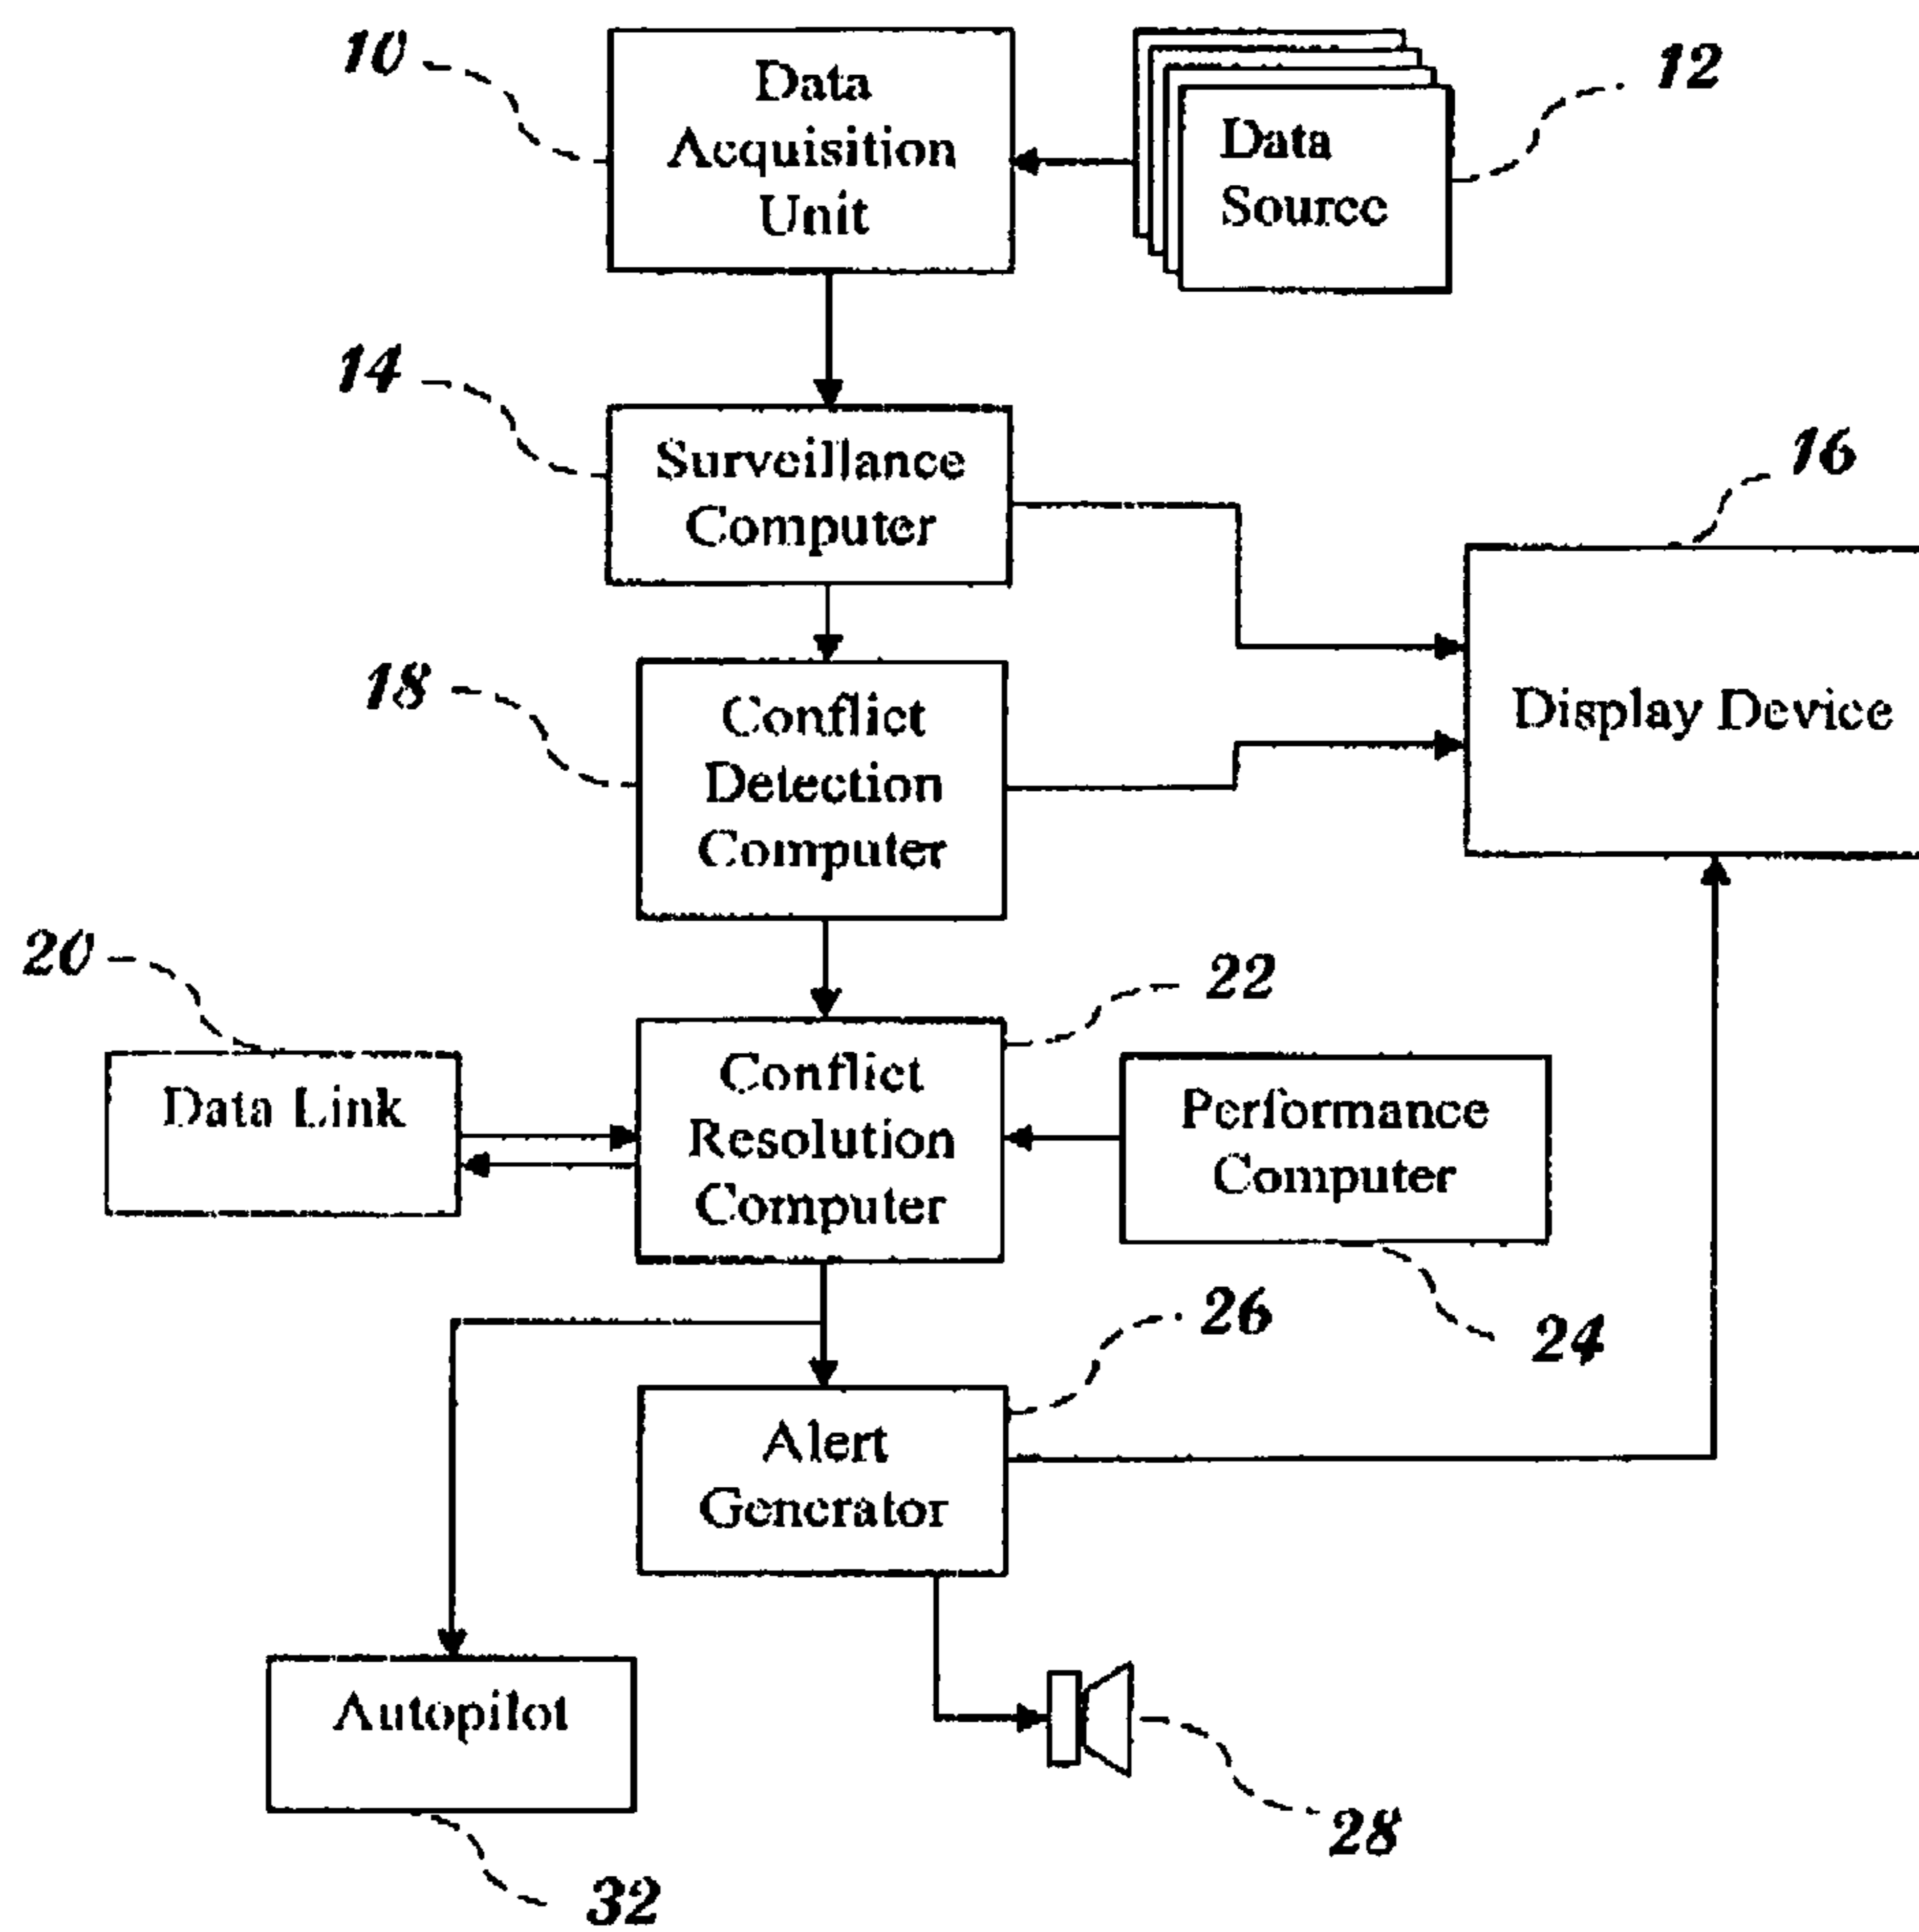 10
Data
Acquisition
Unit
Data
Source
12
14
Surveillance
Computer
16
Display Device
18
Conflict
Detection
Computer
20
Data Link
22
Conflict
Resolution
Computer
Performance
Computer
24
26
Alert
Generator
Autopilot
28
32